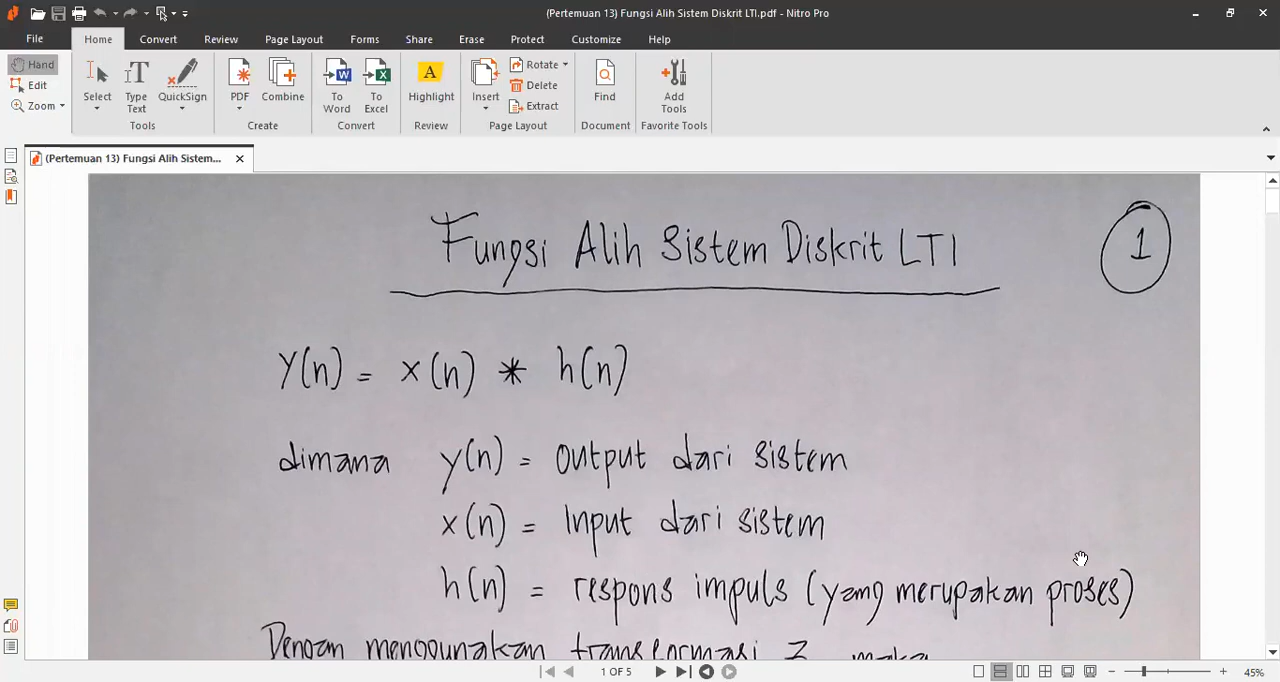 (Pertemuan 13) Fungsi Alih Sistem Diskrit LTI.pdf - Nitro Pro
File Home Convert Review Page Layout Forms Share Erase Protect Customize Help
Hand
Edit
Zoom
Select
Type Text
QuickSign
Tools
PDF
Combine
Create
To Word
To Excel
Convert
Highlight
Review
Insert
Rotate
Delete
Extract
Page Layout
Find
Document
Add Tools
Favorite Tools
(Pertemuan 13) Fungsi Alih Sistem...
Fungsi Alih Sistem Diskrit LTI
1
y(n) = x(n) * h(n)
dimana y(n) = output dari sistem
x(n) = input dari sistem
h(n) = respons impuls (yang merupakan proses)
Dengan menggunakan transformasi Z maka
1 OF 5
45%